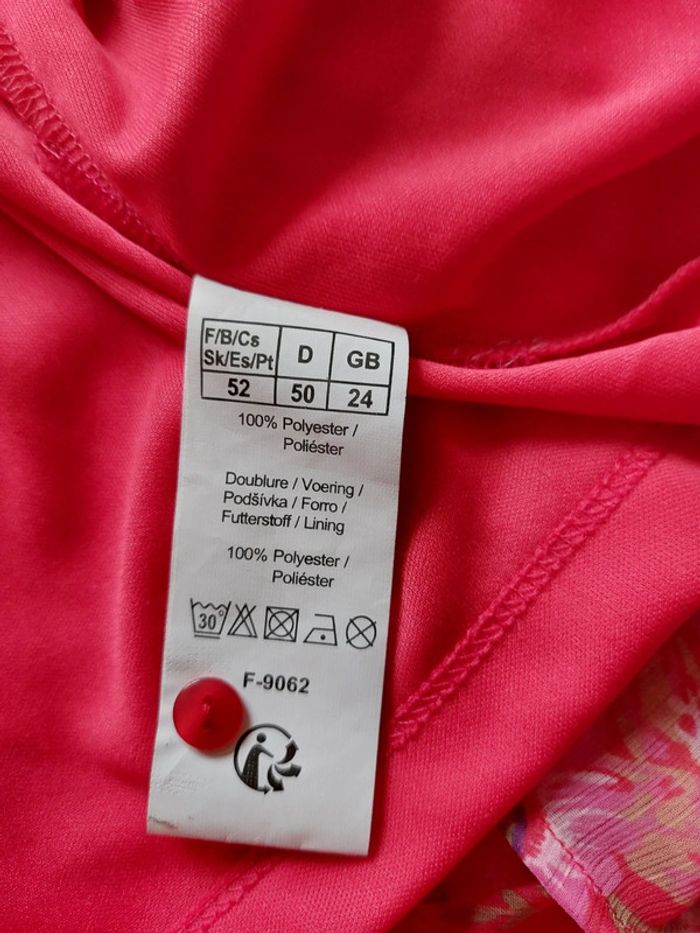 F/B/Cs
Sk/Es/Pt D GB
52 50 24
100% Polyester /
Poliéster
Doublure / Voering /
Podšívka / Forro /
Futterstoff / Lining
100% Polyester /
Poliéster
30°
F-9062